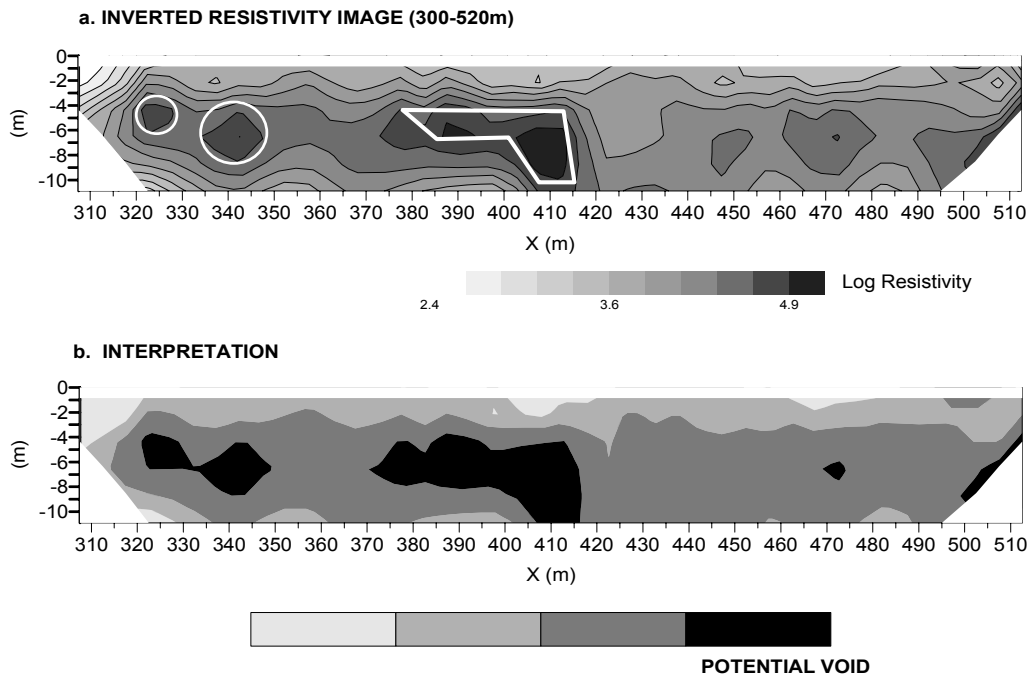 a. INVERTED RESISTIVITY IMAGE (300-520m)
0
-2
-4
-6
-8
-10
(m)
310 320 330 340 350 360 370 380 390 400 410 420 430 440 450 460 470 480 490 500 510
X (m)
Log Resistivity
2.4 3.6 4.9
b. INTERPRETATION
0
-2
-4
-6
-8
-10
(m)
310 320 330 340 350 360 370 380 390 400 410 420 430 440 450 460 470 480 490 500 510
X (m)
POTENTIAL VOID